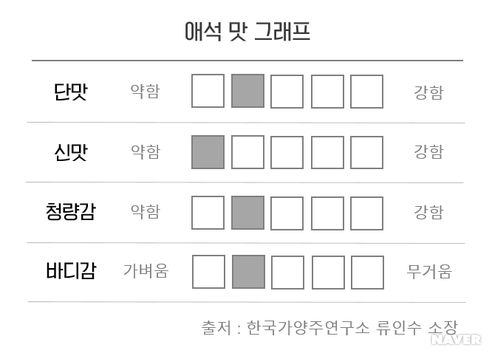 애석 맛 그래프
단맛 약함 강함
신맛 약함 강함
청량감 약함 강함
바디감 가벼움 무거움
출저 : 한국가양주연구소 류인수 소장
NAVER